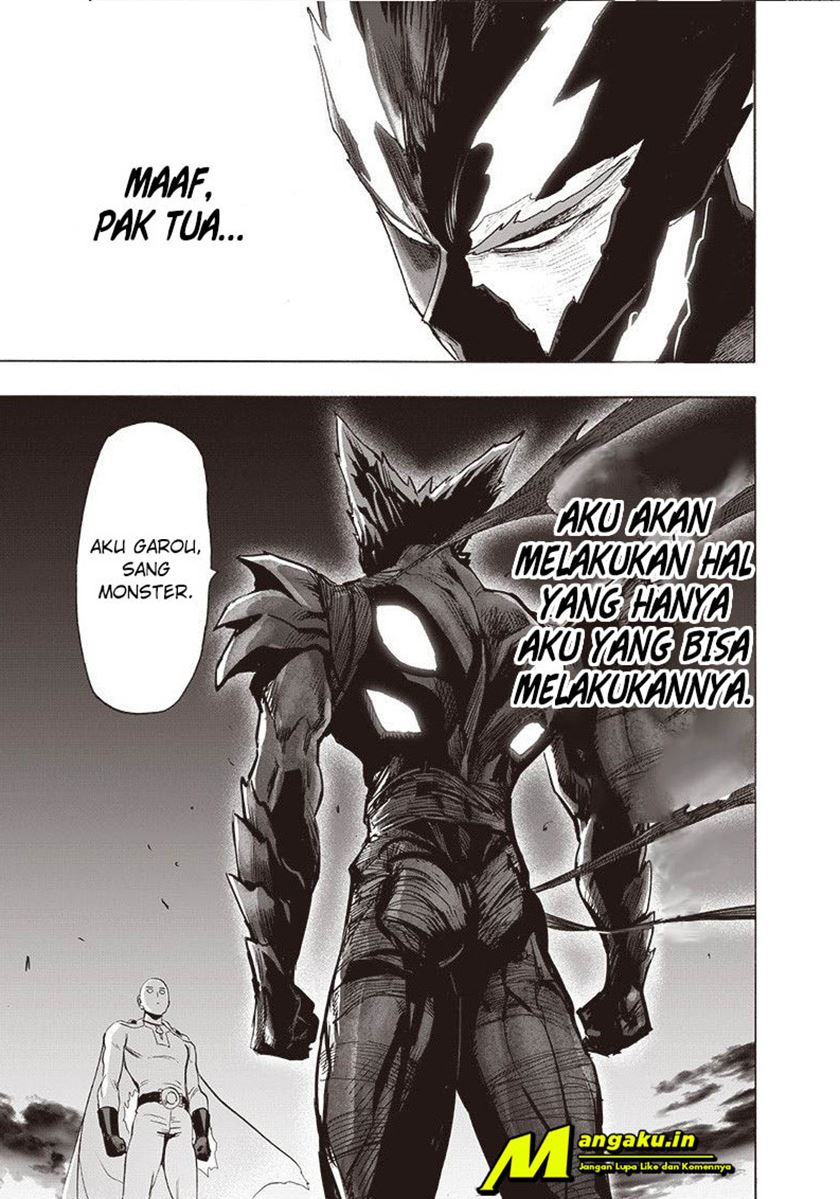 MAAF,
PAK TUA...
AKU AKAN
MELAKUKAN HAL
YANG HANYA
AKU YANG BISA
MELAKUKANNYA.
AKU GAROU,
SANG
MONSTER.
Mangaku.in
Jangan Lupa Like dan Komennya